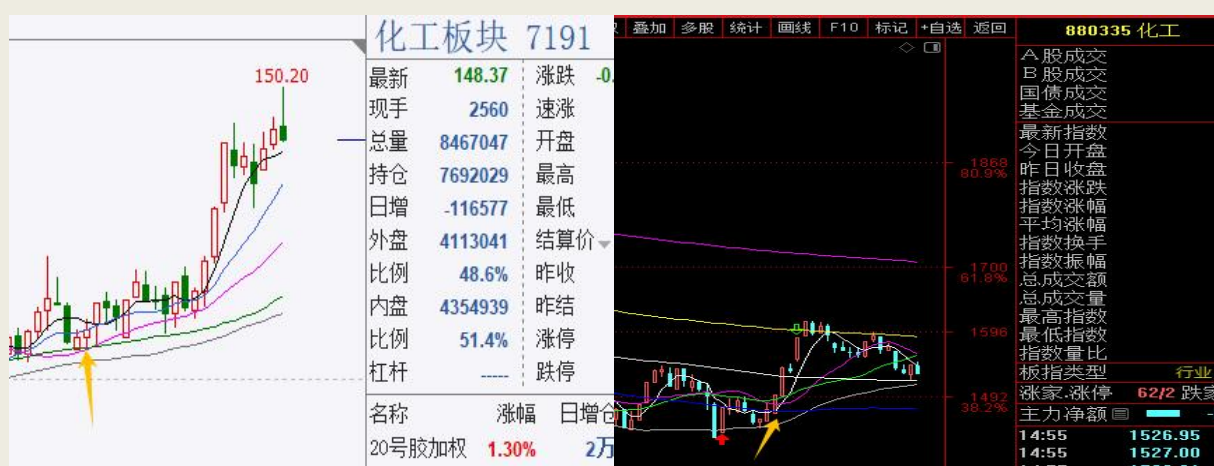 150.20
化工板块 7191
最新 148.37 涨跌 -0.
现手 2560 速涨
总量 8467047 开盘
持仓 7692029 最高
日增 -116577 最低
外盘 4113041 结算价
比例 48.6% 昨收
内盘 4354939 昨结
比例 51.4% 涨停
杠杆 ----- 跌停
名称 涨幅 日增仓
20号胶加权 1.30% 2万
叠加 多股 统计 画线 F10 标记 +自选 返回
1868
80.9%
1700
61.8%
1596
1492
38.2%
880335 化工
A股成交
B股成交
国债成交
基金成交
最新指数
今日开盘
昨日收盘
指数涨跌
指数涨幅
平均涨幅
指数换手
指数振幅
总成交额
总成交量
最高指数
最低指数
指数量比
板指类型 行业
涨家.涨停 62/2 跌家
主力净额
14:55 1526.95
14:55 1527.00